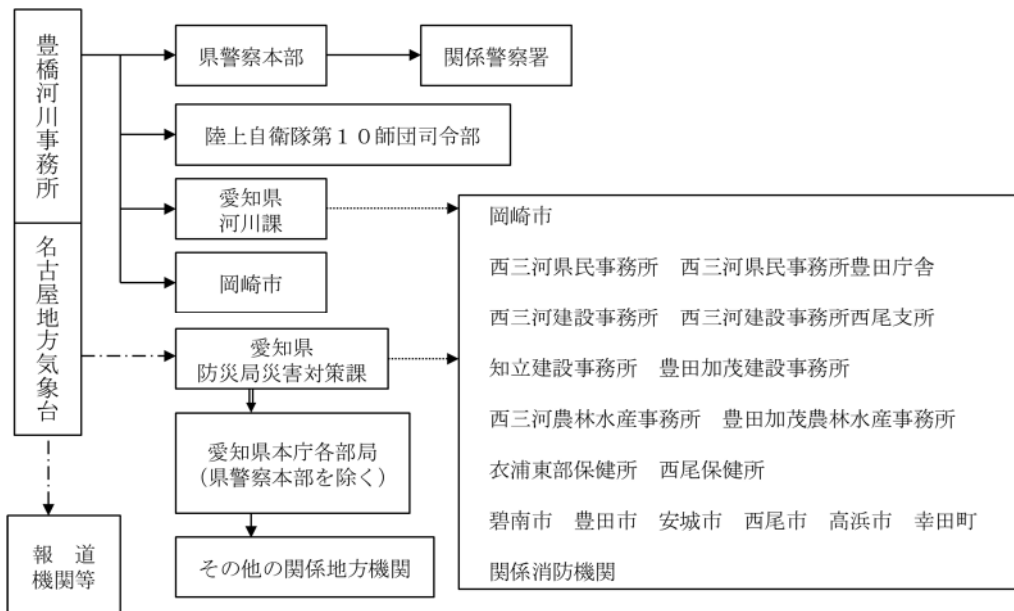 豊橋河川事務所
名古屋地方気象台
報　道
機関等
県警察本部
関係警察署
陸上自衛隊第１０師団司令部
愛知県
河川課
岡崎市
愛知県
防災局災害対策課
愛知県本庁各部局
（県警察本部を除く）
その他の関係地方機関
岡崎市
西三河県民事務所　西三河県民事務所豊田庁舎
西三河建設事務所　西三河建設事務所西尾支所
知立建設事務所　豊田加茂建設事務所
西三河農林水産事務所　豊田加茂農林水産事務所
衣浦東部保健所　西尾保健所
碧南市　豊田市　安城市　西尾市　高浜市　幸田町
関係消防機関